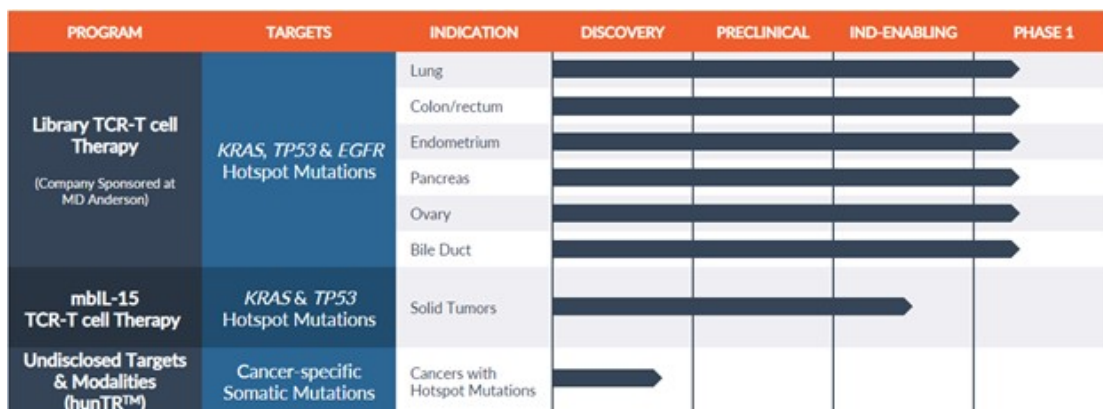 PROGRAM TARGETS INDICATION DISCOVERY PRECLINICAL IND-ENABLING PHASE 1
Library TCR-T cell
Therapy
(Company Sponsored at
MD Anderson)
KRAS, TP53 & EGFR
Hotspot Mutations
Lung
Colon/rectum
Endometrium
Pancreas
Ovary
Bile Duct
mbIL-15
TCR-T cell Therapy
KRAS & TP53
Hotspot Mutations
Solid Tumors
Undisclosed Targets
& Modalities
(hunTR™)
Cancer-specific
Somatic Mutations
Cancers with
Hotspot Mutations